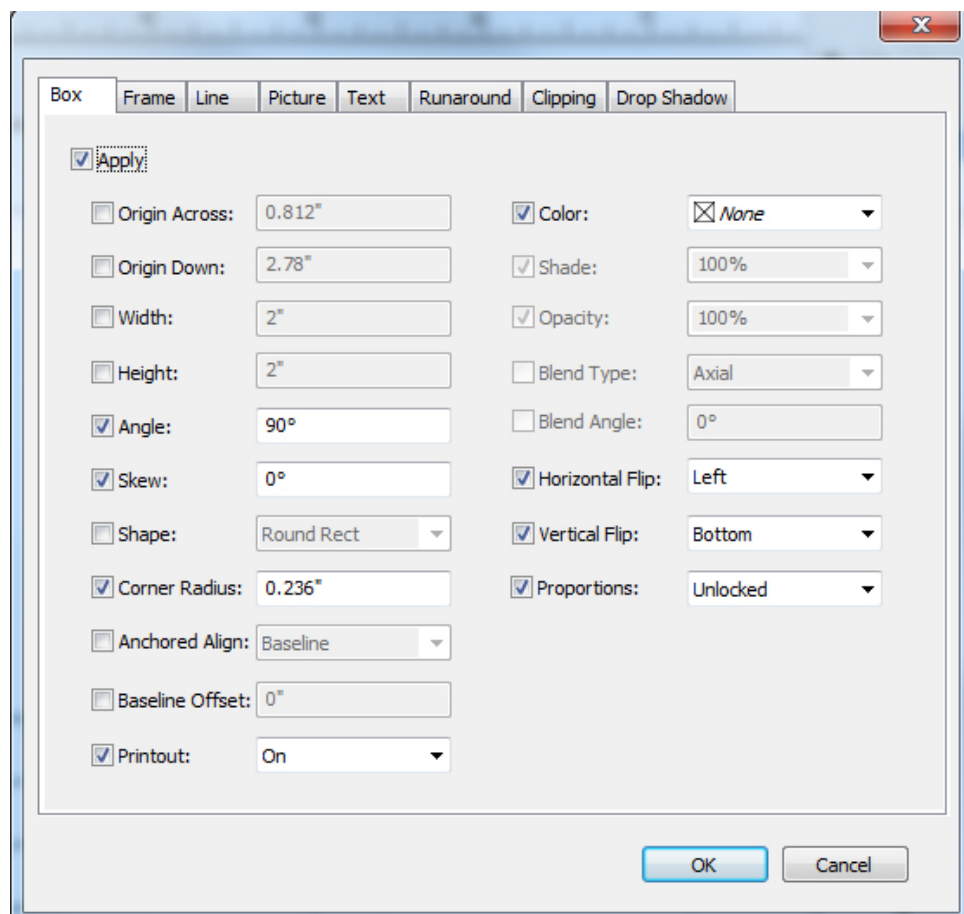 Box Frame Line Picture Text Runaround Clipping Drop Shadow
Apply
Origin Across: 0.812"
Origin Down: 2.78"
Width: 2"
Height: 2"
Angle: 90°
Skew: 0°
Shape: Round Rect
Corner Radius: 0.236"
Anchored Align: Baseline
Baseline Offset: 0"
Printout: On
Color: None
Shade: 100%
Opacity: 100%
Blend Type: Axial
Blend Angle: 0°
Horizontal Flip: Left
Vertical Flip: Bottom
Proportions: Unlocked
OK Cancel